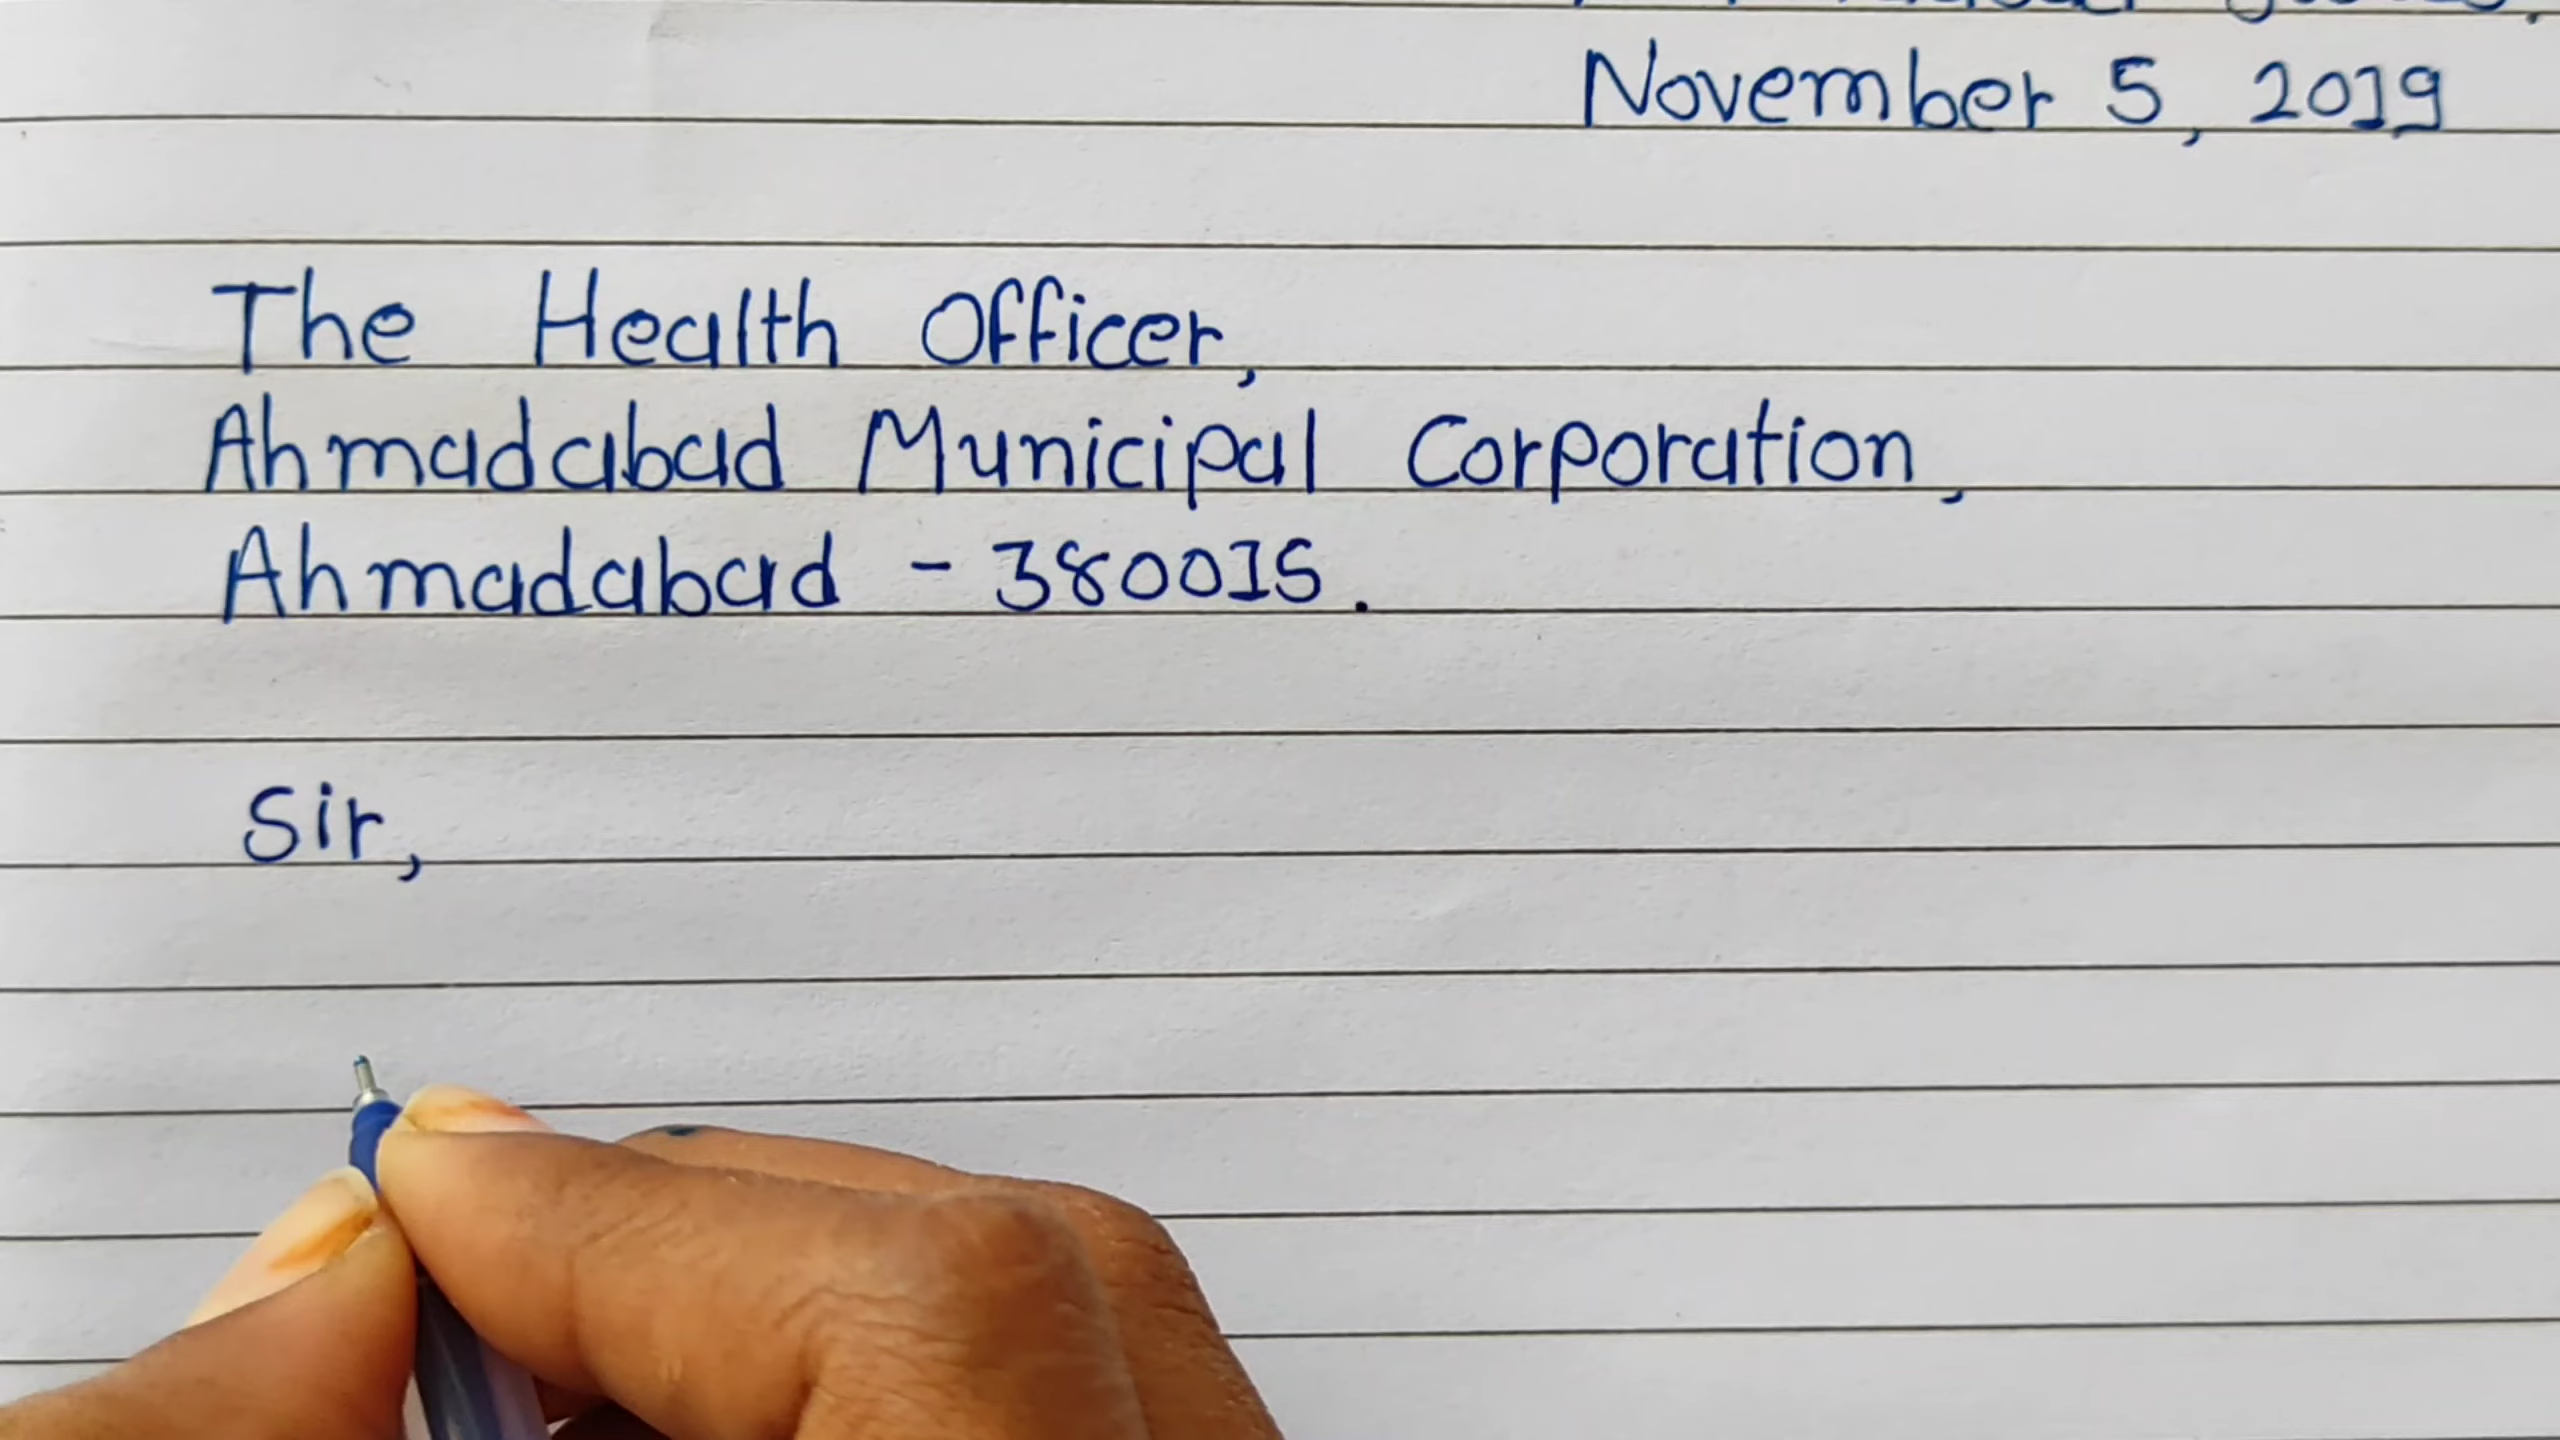 November 5, 2019
The Health Officer,
Ahmadabad Municipal Corporation,
Ahmadabad - 380015.
Sir,